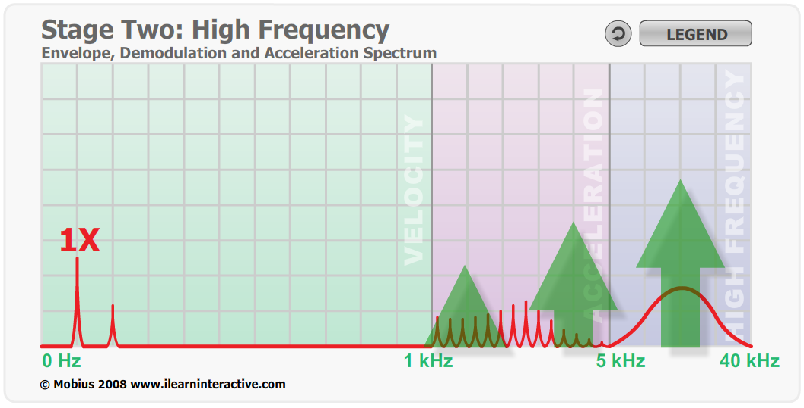 Stage Two: High Frequency
Envelope, Demodulation and Acceleration Spectrum
LEGEND
1X
VELOCITY
ACCELERATION
HIGH FREQUENCY
0 Hz
1 kHz
5 kHz
40 kHz
© Mobius 2008 www.ilearninteractive.com